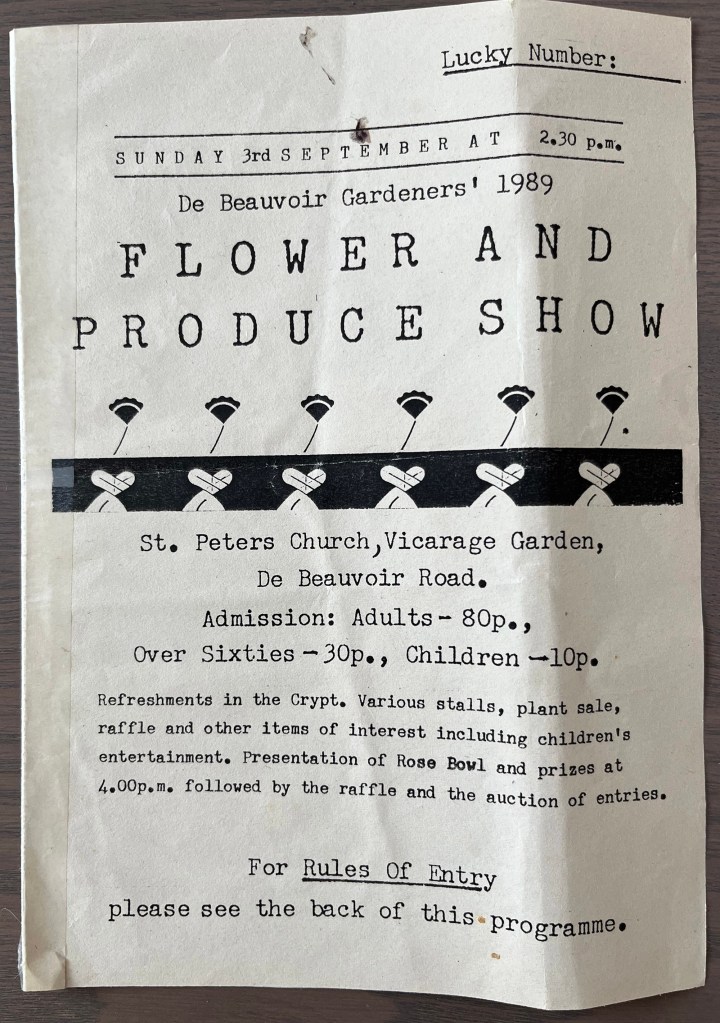 Lucky Number:
SUNDAY 3rd SEPTEMBER AT 2.30 p.m.
De Beauvoir Gardeners' 1989
FLOWER AND
PRODUCE SHOW
St. Peters Church, Vicarage Garden,
De Beauvoir Road.
Admission: Adults - 80p.,
Over Sixties - 30p., Children - 10p.
Refreshments in the Crypt. Various stalls, plant sale,
raffle and other items of interest including children's
entertainment. Presentation of Rose Bowl and prizes at
4.00p.m. followed by the raffle and the auction of entries.
For Rules Of Entry
please see the back of this programme.